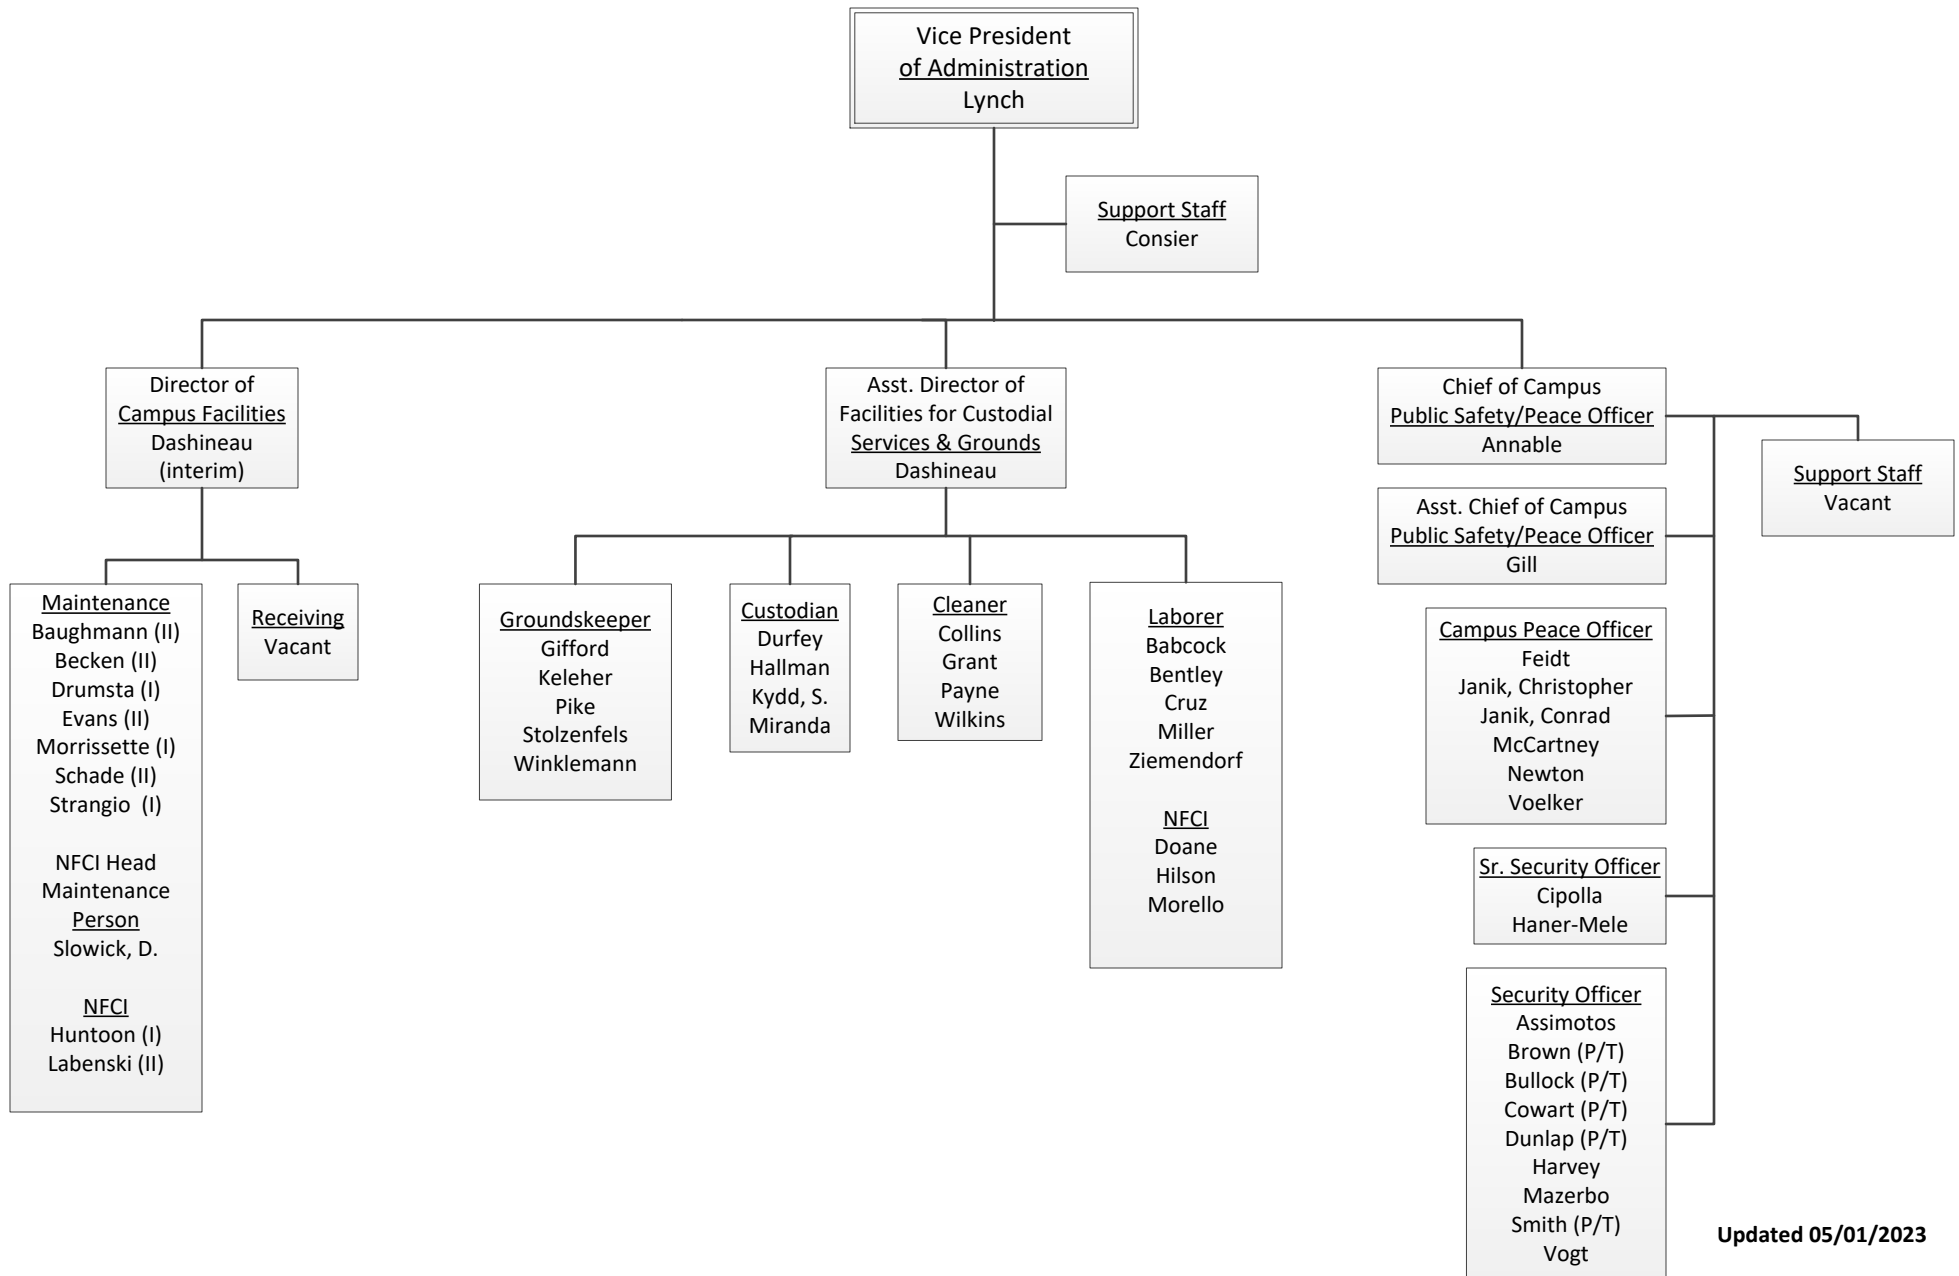 Vice President
of Administration
Lynch
Support Staff
Consier
Director of
Campus Facilities
Dashineau
(interim)
Asst. Director of
Facilities for Custodial
Services & Grounds
Dashineau
Chief of Campus
Public Safety/Peace Officer
Annable
Support Staff
Vacant
Asst. Chief of Campus
Public Safety/Peace Officer
Gill
Maintenance
Baughmann (II)
Becken (II)
Drumsta (I)
Evans (II)
Morrissette (I)
Schade (II)
Strangio (I)
NFCI Head
Maintenance
Person
Slowick, D.
NFCI
Huntoon (I)
Labenski (II)
Receiving
Vacant
Groundskeeper
Gifford
Keleher
Pike
Stolzenfels
Winklemann
Custodian
Durfey
Hallman
Kydd, S.
Miranda
Cleaner
Collins
Grant
Payne
Wilkins
Laborer
Babcock
Bentley
Cruz
Miller
Ziemendorf
NFCI
Doane
Hilson
Morello
Campus Peace Officer
Feidt
Janik, Christopher
Janik, Conrad
McCartney
Newton
Voelker
Sr. Security Officer
Cipolla
Haner-Mele
Security Officer
Assimotos
Brown (P/T)
Bullock (P/T)
Cowart (P/T)
Dunlap (P/T)
Harvey
Mazerbo
Smith (P/T)
Vogt
Updated 05/01/2023